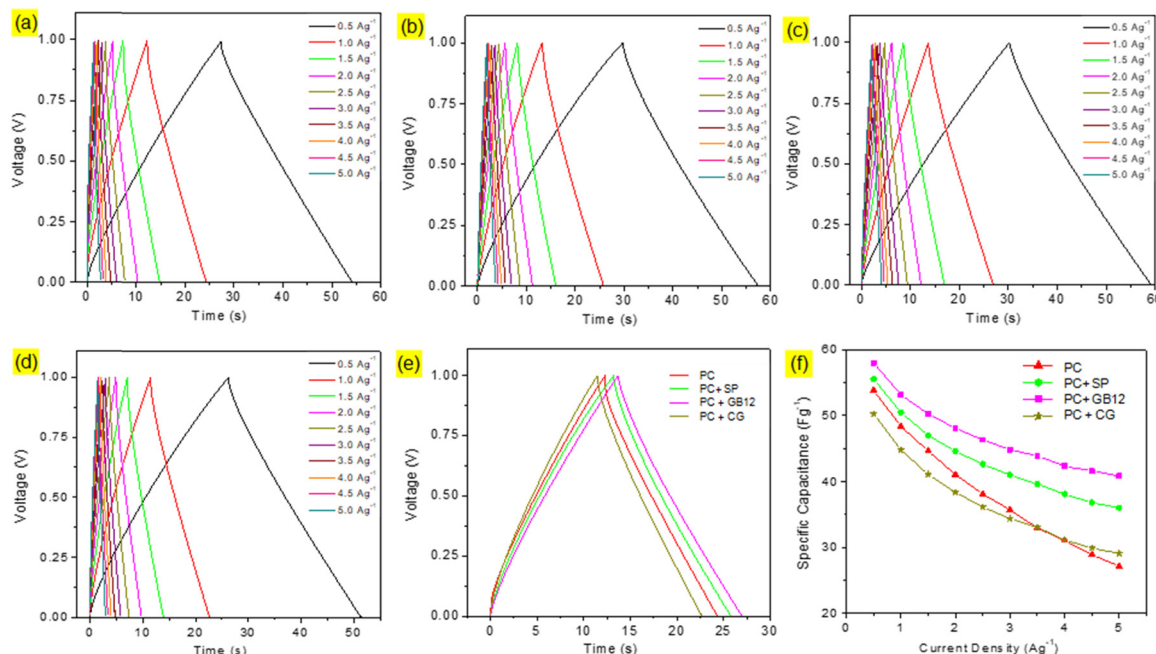 (a)
1.00
0.75
0.50
0.25
0.00
Voltage (V)
0 10 20 30 40 50 60
Time (s)
0.5 Ag⁻¹
1.0 Ag⁻¹
1.5 Ag⁻¹
2.0 Ag⁻¹
2.5 Ag⁻¹
3.0 Ag⁻¹
3.5 Ag⁻¹
4.0 Ag⁻¹
4.5 Ag⁻¹
5.0 Ag⁻¹
(b)
1.00
0.75
0.50
0.25
0.00
Voltage (V)
0 10 20 30 40 50 60
Time (s)
0.5 Ag⁻¹
1.0 Ag⁻¹
1.5 Ag⁻¹
2.0 Ag⁻¹
2.5 Ag⁻¹
3.0 Ag⁻¹
3.5 Ag⁻¹
4.0 Ag⁻¹
4.5 Ag⁻¹
5.0 Ag⁻¹
(c)
1.00
0.75
0.50
0.25
0.00
Voltage (V)
0 10 20 30 40 50 60
Time (s)
0.5 Ag⁻¹
1.0 Ag⁻¹
1.5 Ag⁻¹
2.0 Ag⁻¹
2.5 Ag⁻¹
3.0 Ag⁻¹
3.5 Ag⁻¹
4.0 Ag⁻¹
4.5 Ag⁻¹
5.0 Ag⁻¹
(d)
1.00
0.75
0.50
0.25
0.00
Voltage (V)
0 10 20 30 40 50
Time (s)
0.5 Ag⁻¹
1.0 Ag⁻¹
1.5 Ag⁻¹
2.0 Ag⁻¹
2.5 Ag⁻¹
3.0 Ag⁻¹
3.5 Ag⁻¹
4.0 Ag⁻¹
4.5 Ag⁻¹
5.0 Ag⁻¹
(e)
1.00
0.75
0.50
0.25
0.00
Voltage (V)
0 5 10 15 20 25 30
Time (s)
PC
PC+ SP
PC + GB12
PC + CG
(f)
60
50
40
30
20
Specific Capacitance (Fg⁻¹)
0 1 2 3 4 5
Current Density (Ag⁻¹)
PC
PC+ SP
PC+ GB12
PC + CG